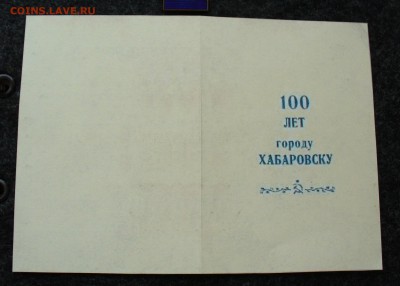 COINS.LAVE.RU
100
ЛЕТ
городу
ХАБАРОВСКУ